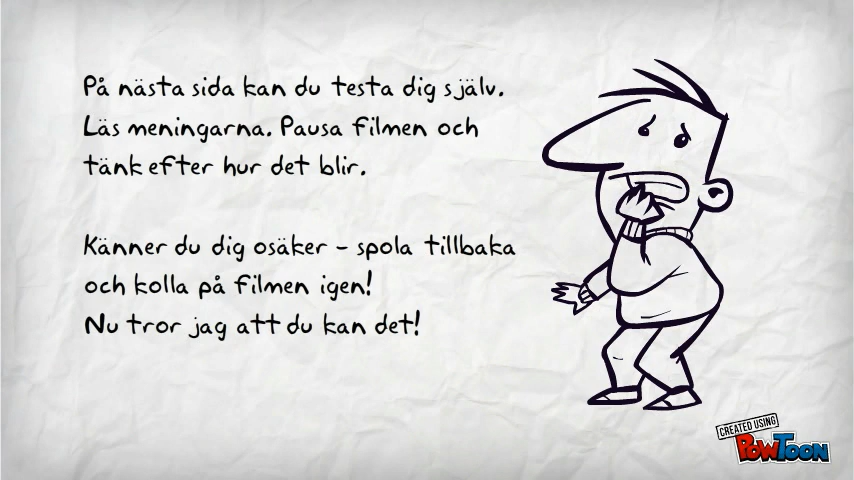 På nästa sida kan du testa dig själv.
Läs meningarna. Pausa filmen och
tänk efter hur det blir.
Känner du dig osäker - spola tillbaka
och kolla på filmen igen!
Nu tror jag att du kan det!
CREATED USING
POWTOON